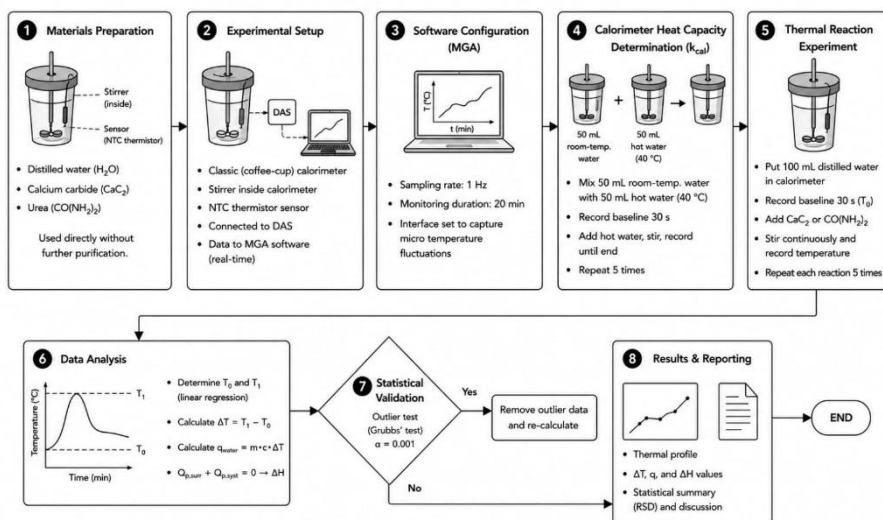 1 Materials Preparation
Stirrer
(inside)
Sensor
(NTC thermistor)
• Distilled water (H₂O)
• Calcium carbide (CaC₂)
• Urea (CO(NH₂)₂)
Used directly without
further purification.
2 Experimental Setup
DAS
• Classic (coffee-cup) calorimeter
• Stirrer inside calorimeter
• NTC thermistor sensor
• Connected to DAS
• Data to MGA software
(real-time)
3 Software Configuration
(MGA)
T (°C)
t (min)
• Sampling rate: 1 Hz
• Monitoring duration: 20 min
• Interface set to capture
micro temperature
fluctuations
4 Calorimeter Heat Capacity
Determination (k_cal)
+
50 mL
room-temp.
water
50 mL
hot water
(40 °C)
• Mix 50 mL room-temp. water
with 50 mL hot water (40 °C)
• Record baseline 30 s
• Add hot water, stir, record
until end
• Repeat 5 times
5 Thermal Reaction
Experiment
• Put 100 mL distilled water
in calorimeter
• Record baseline 30 s (T₀)
• Add CaC₂ or CO(NH₂)₂
• Stir continuously and
record temperature
• Repeat each reaction 5 times
6 Data Analysis
Temperature (°C)
T₁
T₀
Time (min)
• Determine T₀ and T₁
(linear regression)
• Calculate ΔT = T₁ − T₀
• Calculate q_water = m•c•ΔT
• Q_p,surr + Q_p,syst = 0 → ΔH
7 Statistical
Validation
Outlier test
(Grubbs' test)
α = 0.001
Yes
Remove outlier data
and re-calculate
No
8 Results & Reporting
• Thermal profile
• ΔT, q, and ΔH values
• Statistical summary
(RSD) and discussion
END